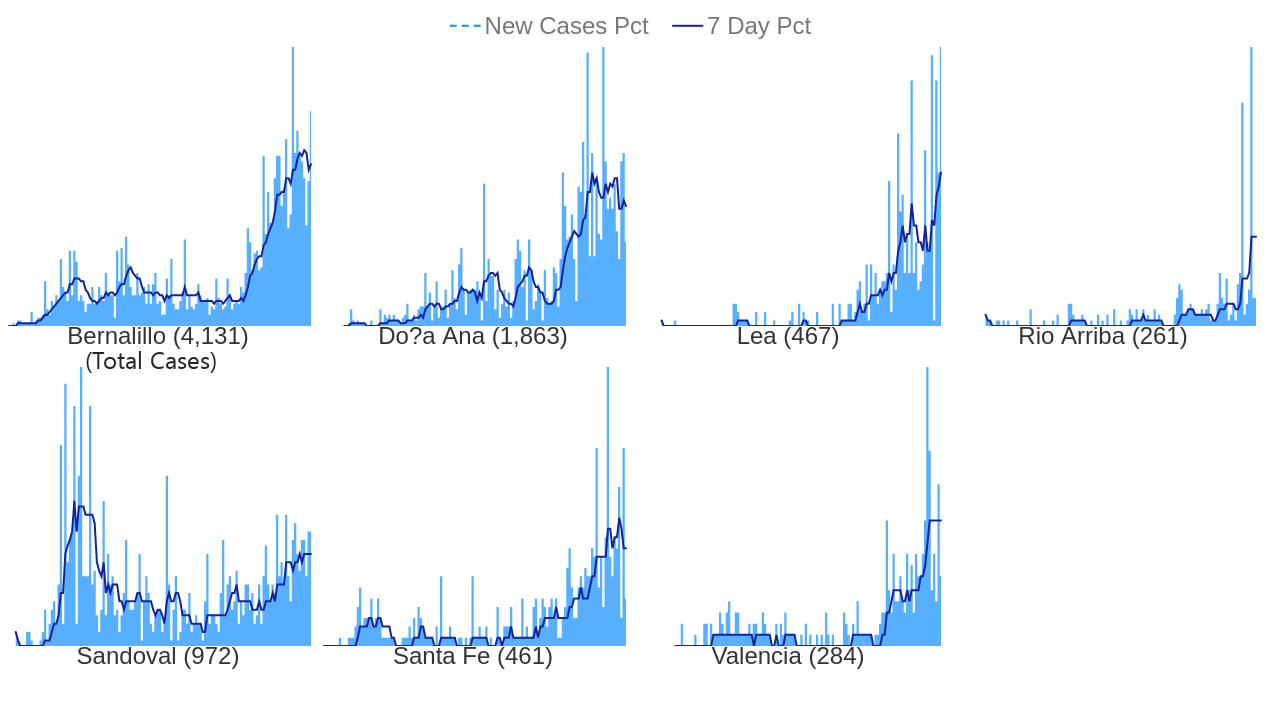 New Cases Pct 7 Day Pct
Bernalillo (4,131) Do?a Ana (1,863) Lea (467) Rio Arriba (261)
(Total Cases)
Sandoval (972) Santa Fe (461) Valencia (284)